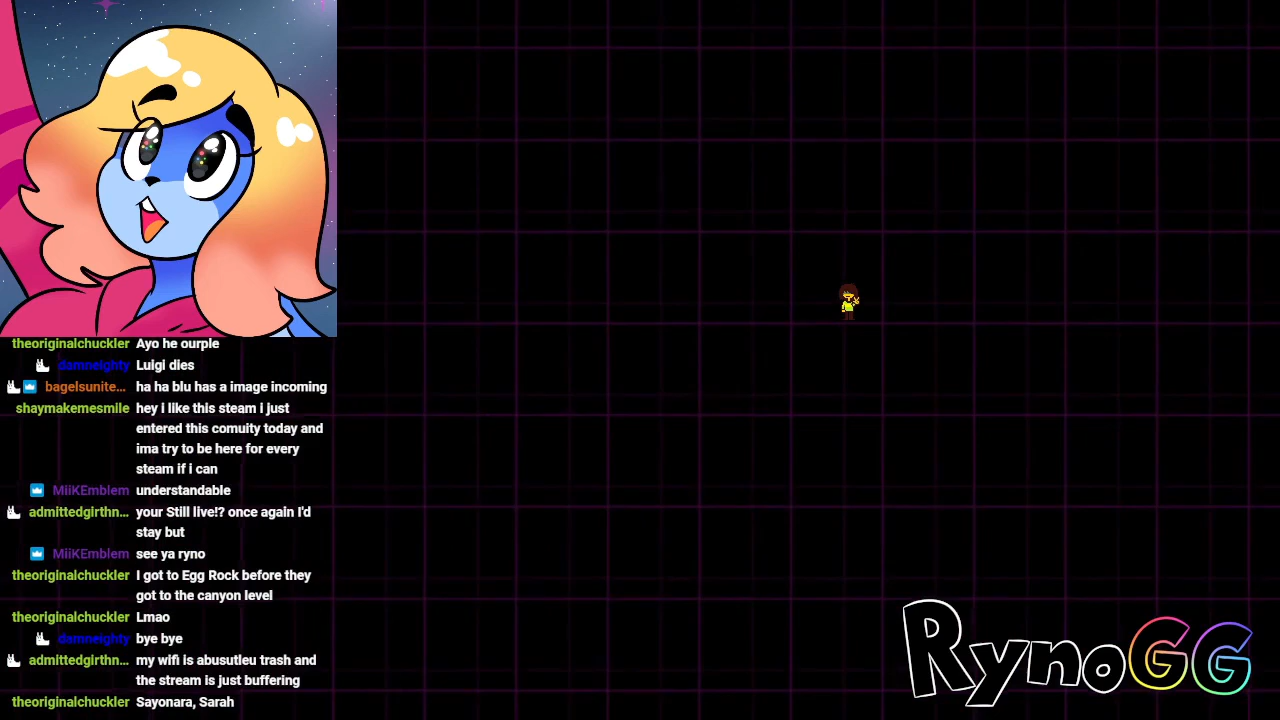 theoriginalchuckler Ayo he ourple
damneighty Luigi dies
bagelsunite... ha ha blu has a image incoming
shaymakemesmile hey i like this steam i just
entered this comuity today and
ima try to be here for every
steam if i can
MiiKEmblem understandable
admittedgirthn... your Still live!? once again I'd
stay but
MiiKEmblem see ya ryno
theoriginalchuckler I got to Egg Rock before they
got to the canyon level
theoriginalchuckler Lmao
damneighty bye bye
admittedgirthn... my wifi is abusutleu trash and
the stream is just buffering
theoriginalchuckler Sayonara, Sarah
RynoGG